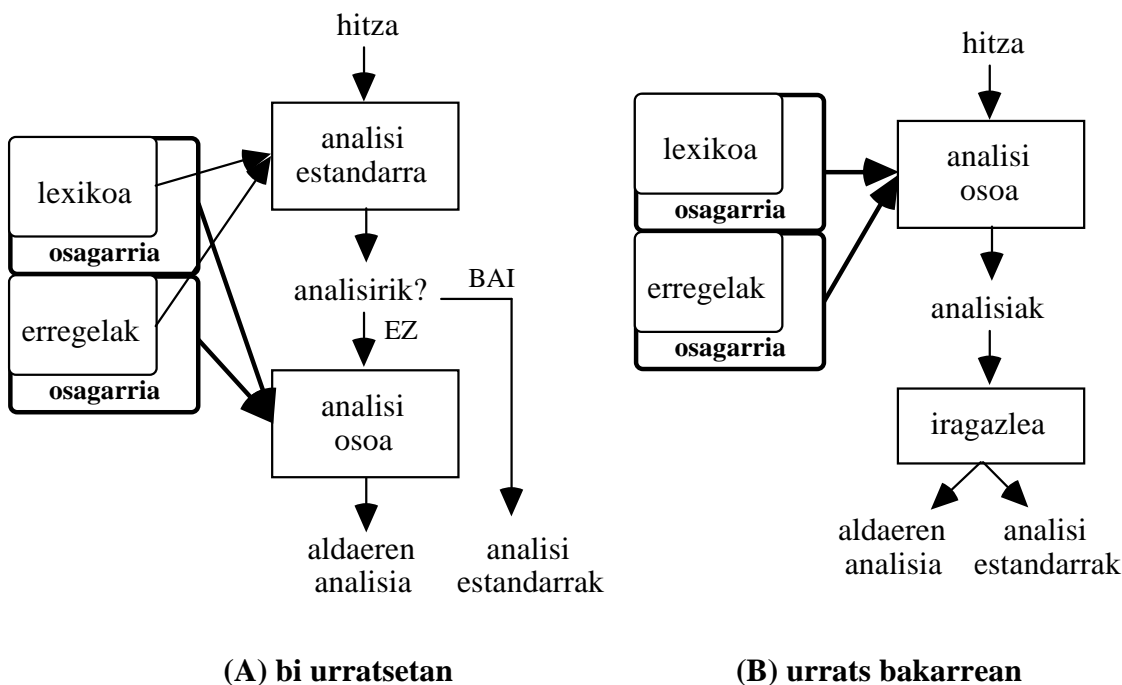 hitza
analisi
estandarra
lexikoa
osagarria
erregelak
osagarria
analisirik?
BAI
EZ
analisi
osoa
aldaeren
analisia
analisi
estandarrak
(A) bi urratsetan
hitza
lexikoa
osagarria
erregelak
osagarria
analisi
osoa
analisiak
iragazlea
aldaeren
analisia
analisi
estandarrak
(B) urrats bakarrean